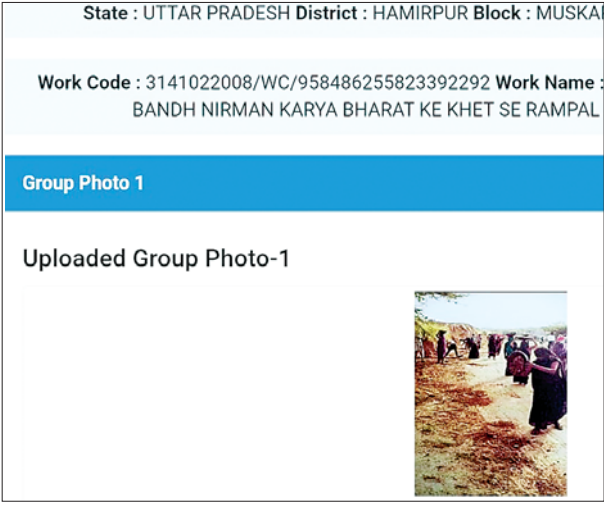 State : UTTAR PRADESH District : HAMIRPUR Block :
Work Code : 3141022008/WC/958486255823392292 Work Name :
BANDH NIRMAN KARYA BHARAT KE KHET SE RAMPAL
Group Photo 1
Uploaded Group Photo-1